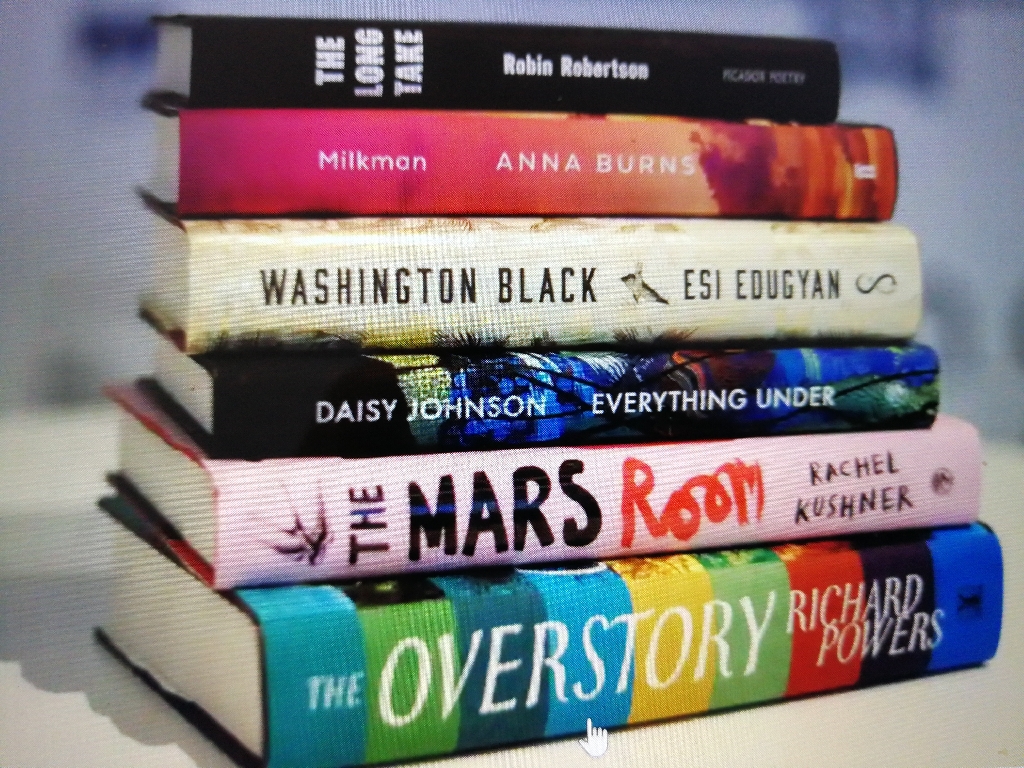 THE LONG TAKE Robin Robertson PICADOR POETRY
Milkman ANNA BURNS
WASHINGTON BLACK ESI EDUGYAN
DAISY JOHNSON EVERYTHING UNDER
THE MARS ROOM RACHEL KUSHNER
THE OVERSTORY RICHARD POWERS